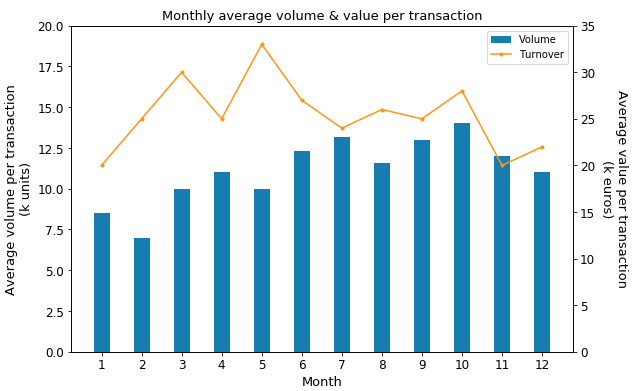 Monthly average volume & value per transaction
Volume
Turnover
Average volume per transaction
(k units)
20.0
17.5
15.0
12.5
10.0
7.5
5.0
2.5
0.0
35
30
25
20
15
10
5
0
Average value per transaction
(k euros)
1 2 3 4 5 6 7 8 9 10 11 12
Month